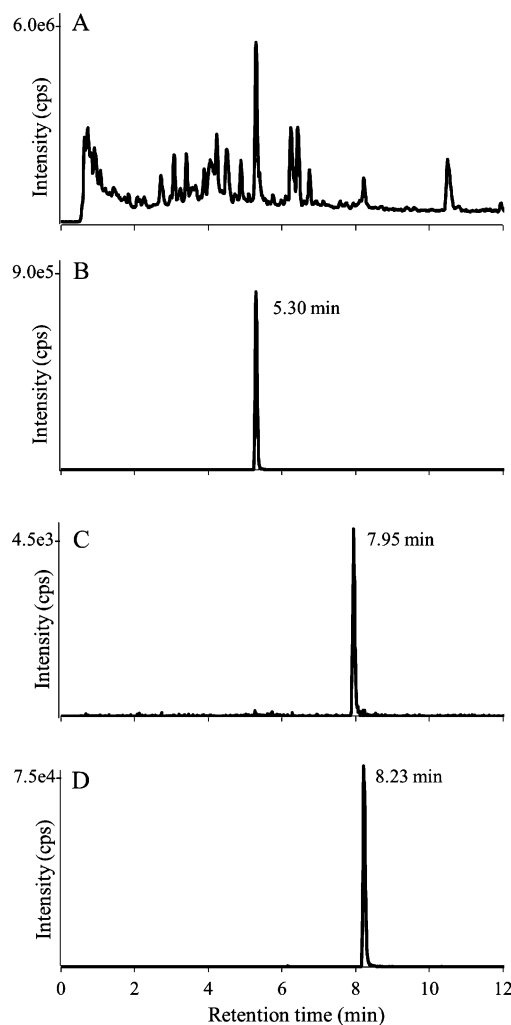 6.0e6
A
Intensity (cps)
9.0e5
B
5.30 min
Intensity (cps)
4.5e3
C
7.95 min
Intensity (cps)
7.5e4
D
8.23 min
Intensity (cps)
0 2 4 6 8 10 12
Retention time (min)